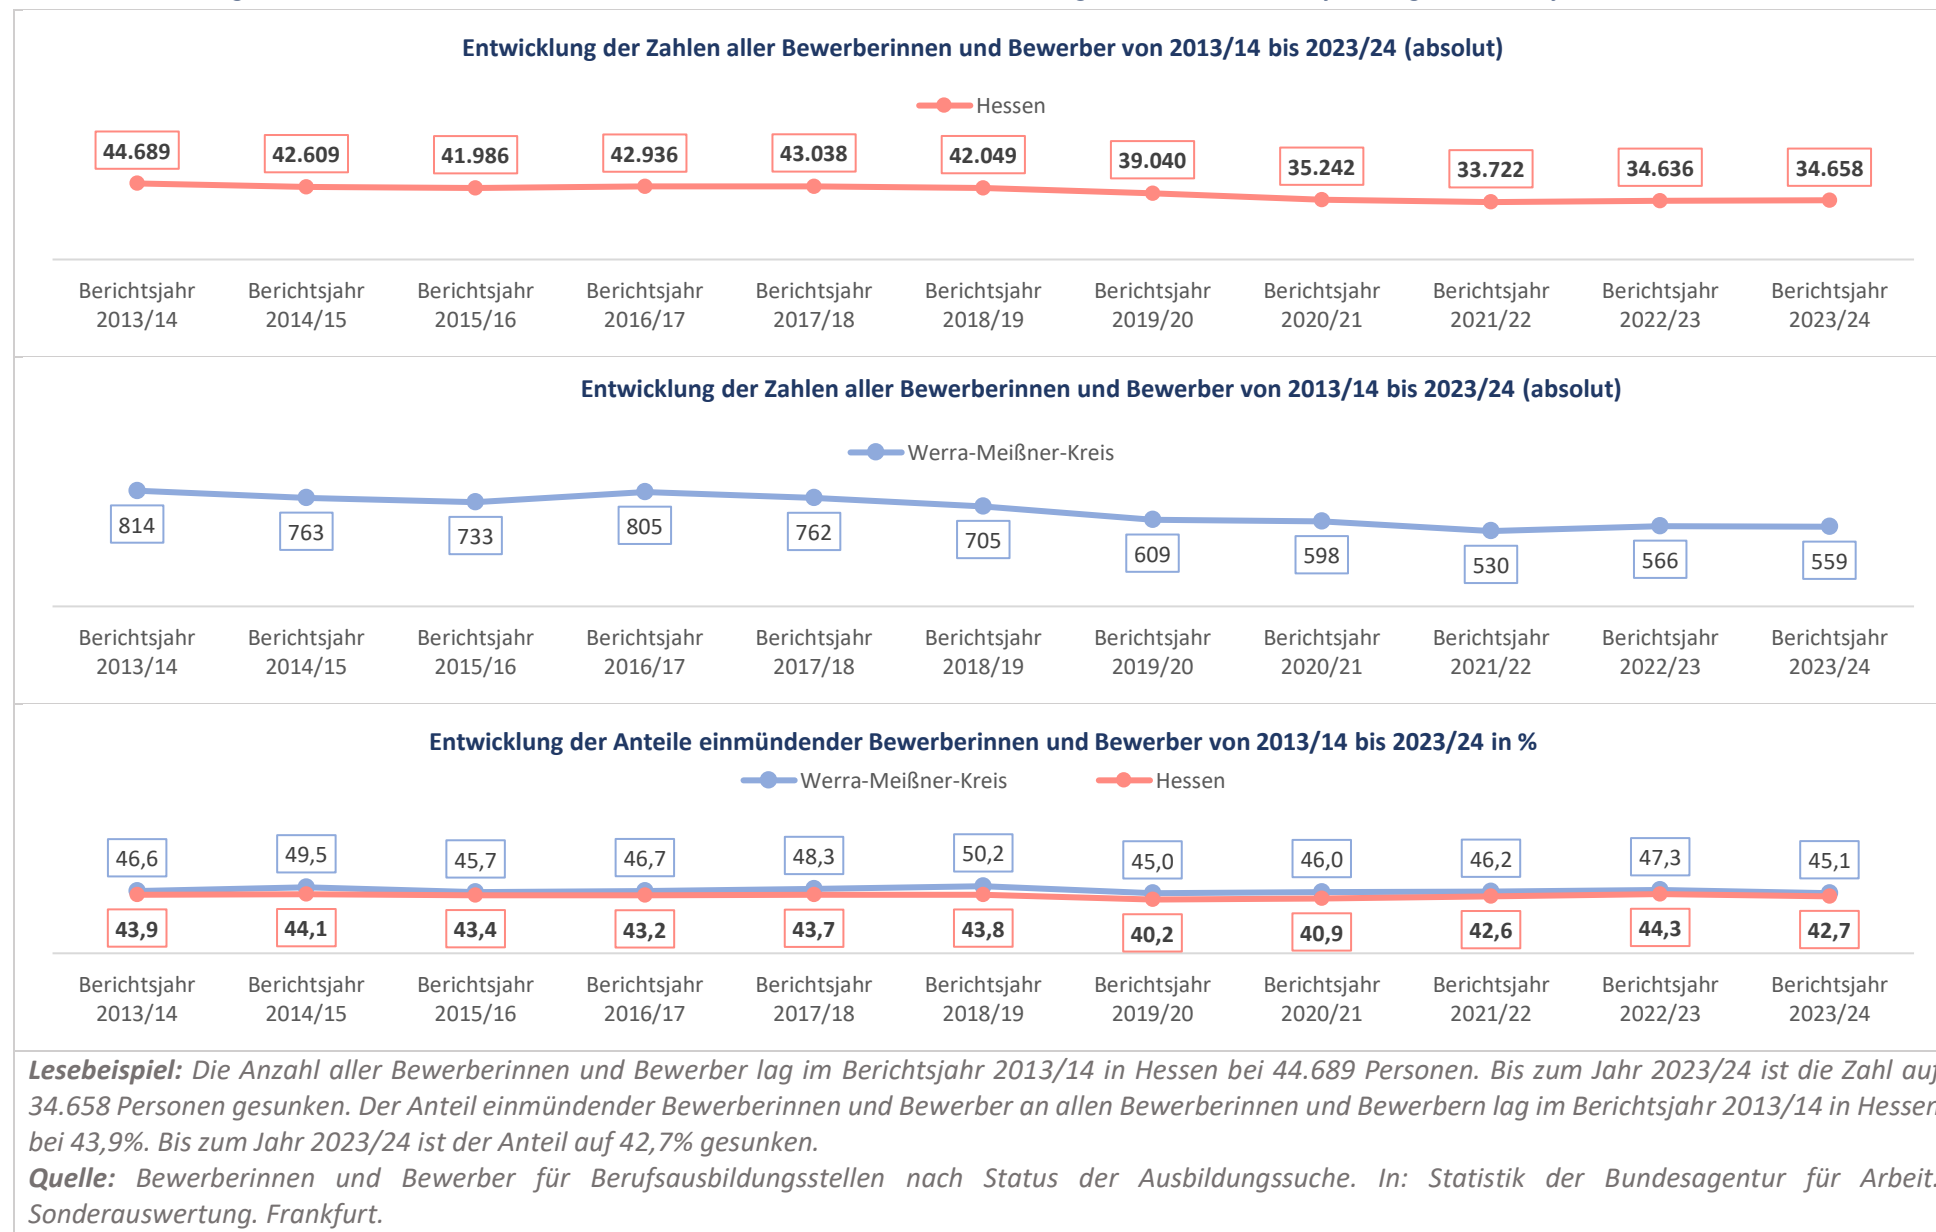 Entwicklung der Zahlen aller Bewerberinnen und Bewerber von 2013/14 bis 2023/24 (absolut)
Hessen
44.689 42.609 41.986 42.936 43.038 42.049 39.040 35.242 33.722 34.636 34.658
Berichtsjahr Berichtsjahr Berichtsjahr Berichtsjahr Berichtsjahr Berichtsjahr Berichtsjahr Berichtsjahr Berichtsjahr Berichtsjahr Berichtsjahr
2013/14 2014/15 2015/16 2016/17 2017/18 2018/19 2019/20 2020/21 2021/22 2022/23 2023/24
Entwicklung der Zahlen aller Bewerberinnen und Bewerber von 2013/14 bis 2023/24 (absolut)
Werra-Meißner-Kreis
814 763 733 805 762 705 609 598 530 566 559
Berichtsjahr Berichtsjahr Berichtsjahr Berichtsjahr Berichtsjahr Berichtsjahr Berichtsjahr Berichtsjahr Berichtsjahr Berichtsjahr Berichtsjahr
2013/14 2014/15 2015/16 2016/17 2017/18 2018/19 2019/20 2020/21 2021/22 2022/23 2023/24
Entwicklung der Anteile einmündender Bewerberinnen und Bewerber von 2013/14 bis 2023/24 in %
Werra-Meißner-Kreis Hessen
46,6 49,5 45,7 46,7 48,3 50,2 45,0 46,0 46,2 47,3 45,1
43,9 44,1 43,4 43,2 43,7 43,8 40,2 40,9 42,6 44,3 42,7
Berichtsjahr Berichtsjahr Berichtsjahr Berichtsjahr Berichtsjahr Berichtsjahr Berichtsjahr Berichtsjahr Berichtsjahr Berichtsjahr Berichtsjahr
2013/14 2014/15 2015/16 2016/17 2017/18 2018/19 2019/20 2020/21 2021/22 2022/23 2023/24
Lesebeispiel: Die Anzahl aller Bewerberinnen und Bewerber lag im Berichtsjahr 2013/14 in Hessen bei 44.689 Personen. Bis zum Jahr 2023/24 ist die Zahl auf
34.658 Personen gesunken. Der Anteil einmündender Bewerberinnen und Bewerber an allen Bewerberinnen und Bewerbern lag im Berichtsjahr 2013/14 in Hessen
bei 43,9%. Bis zum Jahr 2023/24 ist der Anteil auf 42,7% gesunken.
Quelle: Bewerberinnen und Bewerber für Berufsausbildungsstellen nach Status der Ausbildungssuche. In: Statistik der Bundesagentur für Arbeit.
Sonderauswertung. Frankfurt.